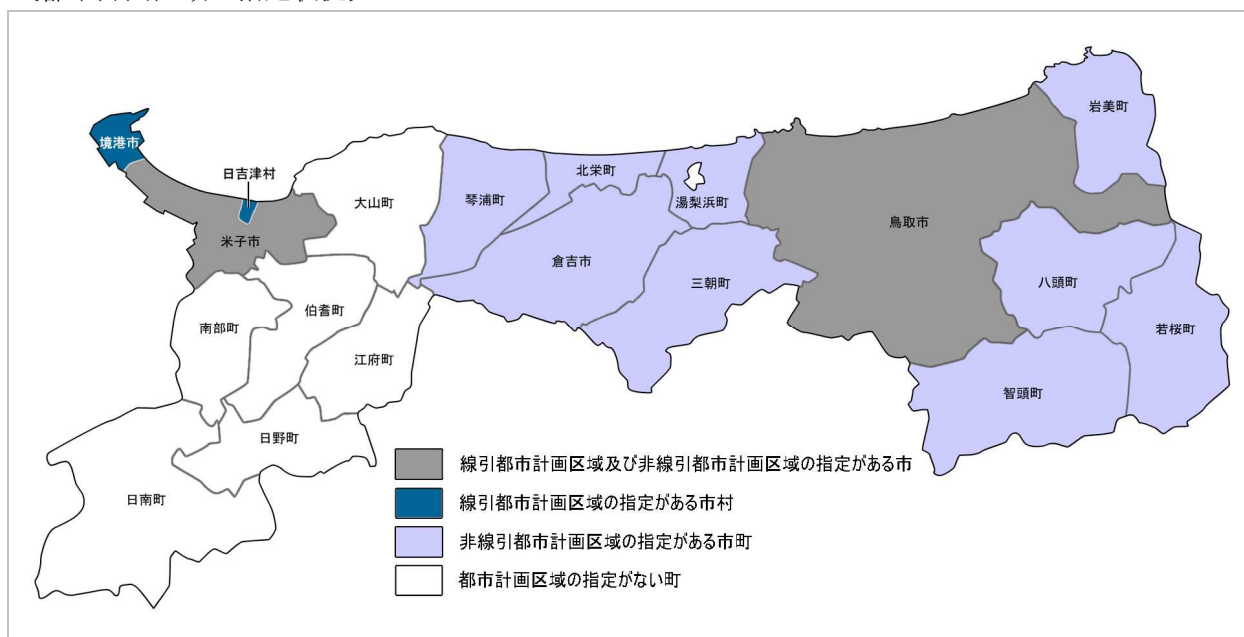 境港市
日吉津村
米子市
大山町
琴浦町
北栄町
湯梨浜町
倉吉市
三朝町
鳥取市
岩美町
八頭町
若桜町
智頭町
南部町
伯耆町
江府町
日野町
日南町
線引都市計画区域及び非線引都市計画区域の指定がある市
線引都市計画区域の指定がある市村
非線引都市計画区域の指定がある市町
都市計画区域の指定がない町